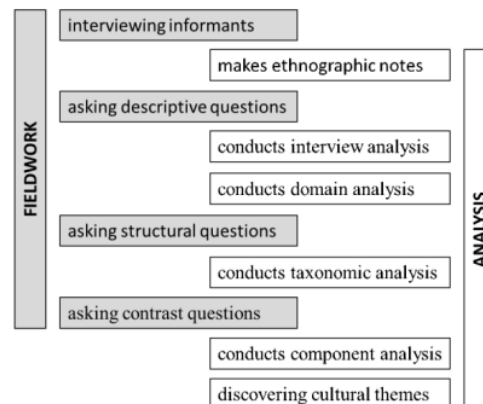 interviewing informants
makes ethnographic notes
asking descriptive questions
conducts interview analysis
conducts domain analysis
asking structural questions
conducts taxonomic analysis
asking contrast questions
conducts component analysis
discovering cultural themes
FIELDWORK
ANALYSIS